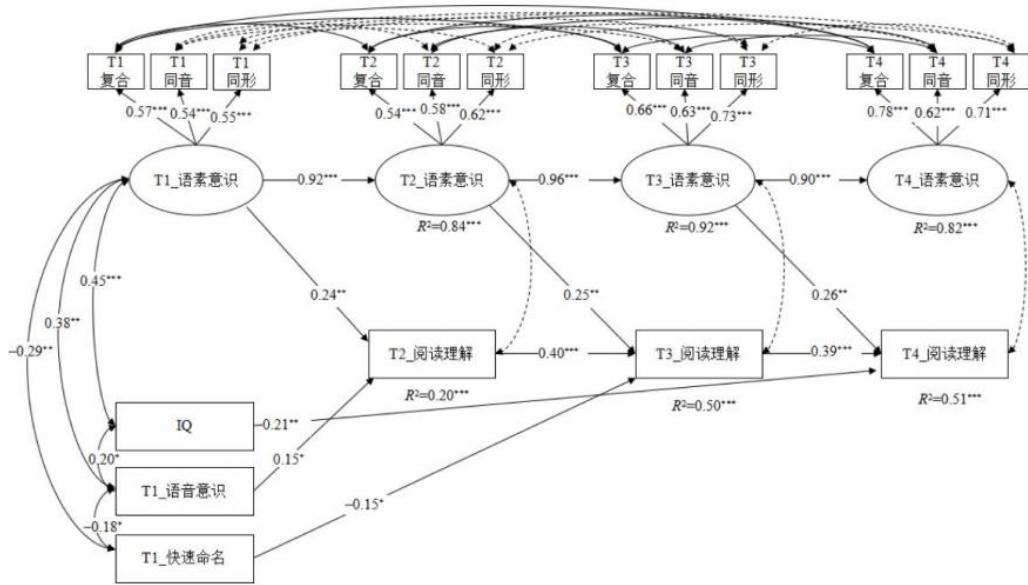 T1
复合
T1
同音
T1
同形
T2
复合
T2
同音
T2
同形
T3
复合
T3
同音
T3
同形
T4
复合
T4
同音
T4
同形
0.57***
0.54***
0.55***
0.54***
0.58***
0.62***
0.66***
0.63***
0.73***
0.78***
0.62***
0.71***
T1_语素意识
0.92***
T2_语素意识
0.96***
T3_语素意识
0.90***
T4_语素意识
R²=0.84***
R²=0.92***
R²=0.82***
0.45***
0.38**
−0.29**
0.24**
0.25**
0.26**
T2_阅读理解
0.40***
T3_阅读理解
0.39***
T4_阅读理解
R²=0.20***
R²=0.50***
R²=0.51***
IQ
0.21**
0.20*
0.15*
T1_语音意识
−0.15*
−0.18*
T1_快速命名